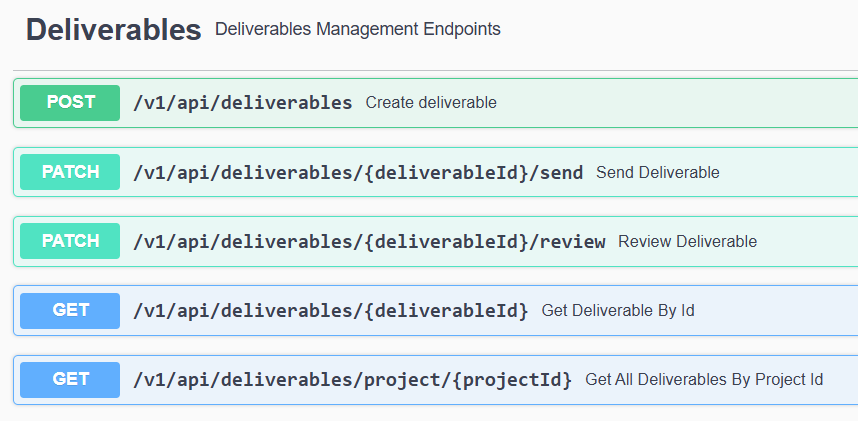 Deliverables Deliverables Management Endpoints
POST /v1/api/deliverables Create deliverable
PATCH /v1/api/deliverables/{deliverableId}/send Send Deliverable
PATCH /v1/api/deliverables/{deliverableId}/review Review Deliverable
GET /v1/api/deliverables/{deliverableId} Get Deliverable By Id
GET /v1/api/deliverables/project/{projectId} Get All Deliverables By Project Id